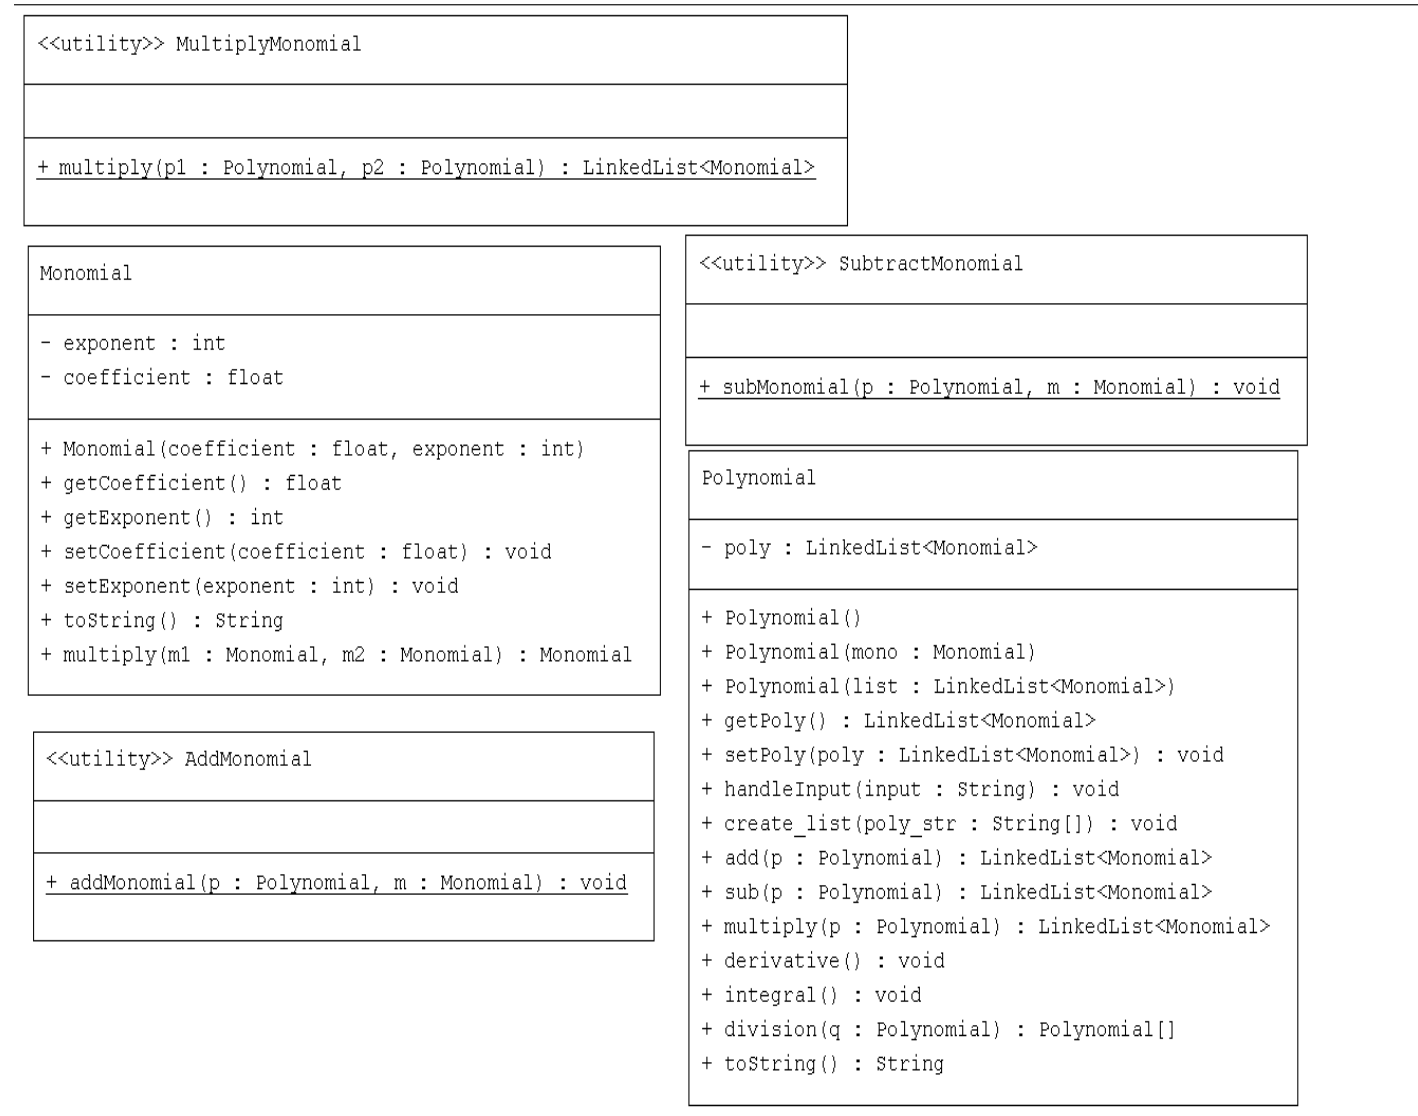 <<utility>> MultiplyMonomial
+ multiply(p1 : Polynomial, p2 : Polynomial) : LinkedList<Monomial>
Monomial
- exponent : int
- coefficient : float
+ Monomial(coefficient : float, exponent : int)
+ getCoefficient() : float
+ getExponent() : int
+ setCoefficient(coefficient : float) : void
+ setExponent(exponent : int) : void
+ toString() : String
+ multiply(m1 : Monomial, m2 : Monomial) : Monomial
<<utility>> SubtractMonomial
+ subMonomial(p : Polynomial, m : Monomial) : void
<<utility>> AddMonomial
+ addMonomial(p : Polynomial, m : Monomial) : void
Polynomial
- poly : LinkedList<Monomial>
+ Polynomial()
+ Polynomial(mono : Monomial)
+ Polynomial(list : LinkedList<Monomial>)
+ getPoly() : LinkedList<Monomial>
+ setPoly(poly : LinkedList<Monomial>) : void
+ handleInput(input : String) : void
+ create_list(poly_str : String[]) : void
+ add(p : Polynomial) : LinkedList<Monomial>
+ sub(p : Polynomial) : LinkedList<Monomial>
+ multiply(p : Polynomial) : LinkedList<Monomial>
+ derivative() : void
+ integral() : void
+ division(q : Polynomial) : Polynomial[]
+ toString() : String